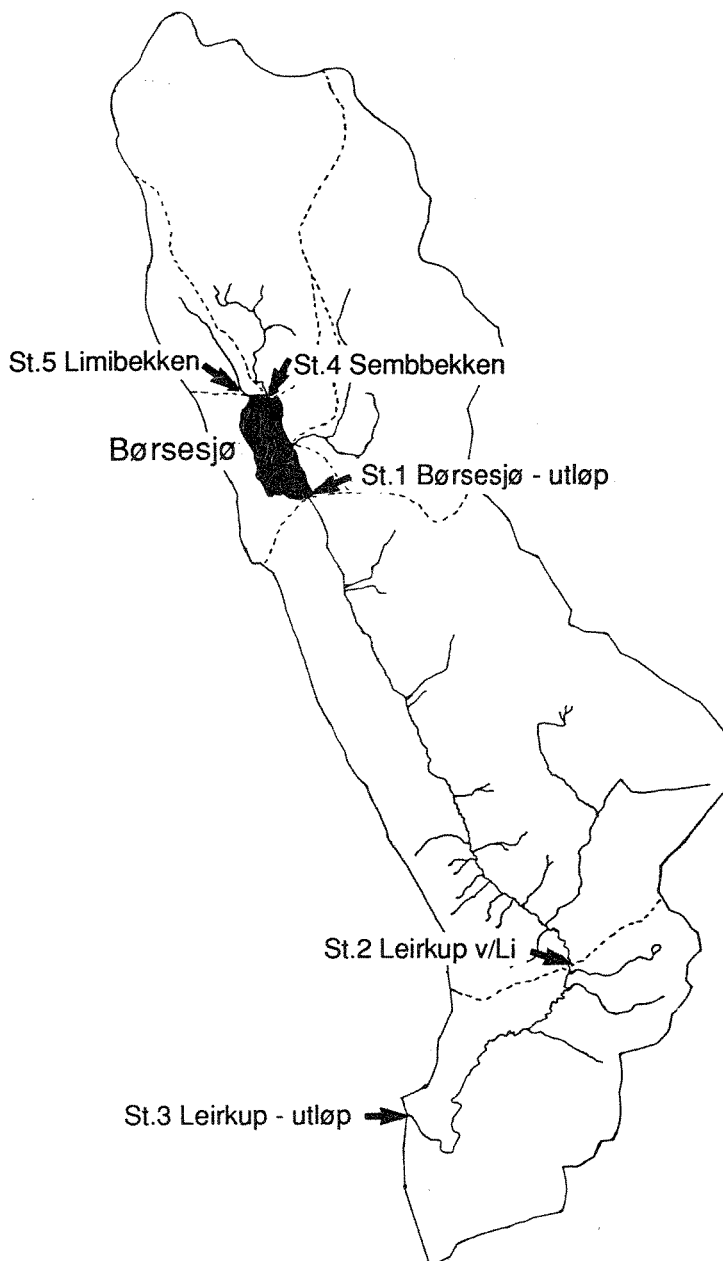 St.5 Limibekken
St.4 Sembbekken
Børsesjø
St.1 Børsesjø - utløp
St.2 Leirkup v/Li
St.3 Leirkup - utløp